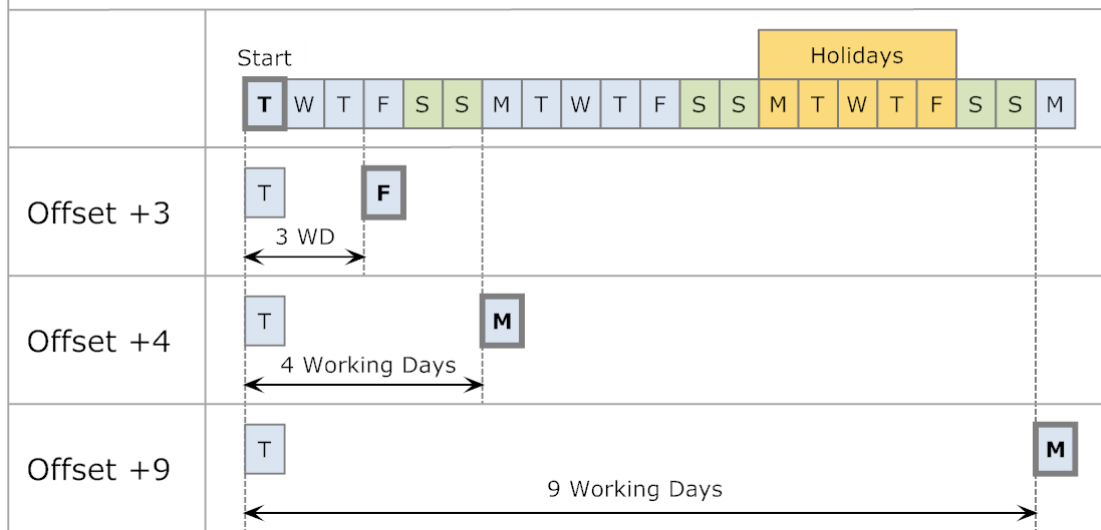 Holidays
Start
T W T F S S M T W T F S S M T W T F S S M
Offset +3
T F
3 WD
Offset +4
T M
4 Working Days
Offset +9
T M
9 Working Days